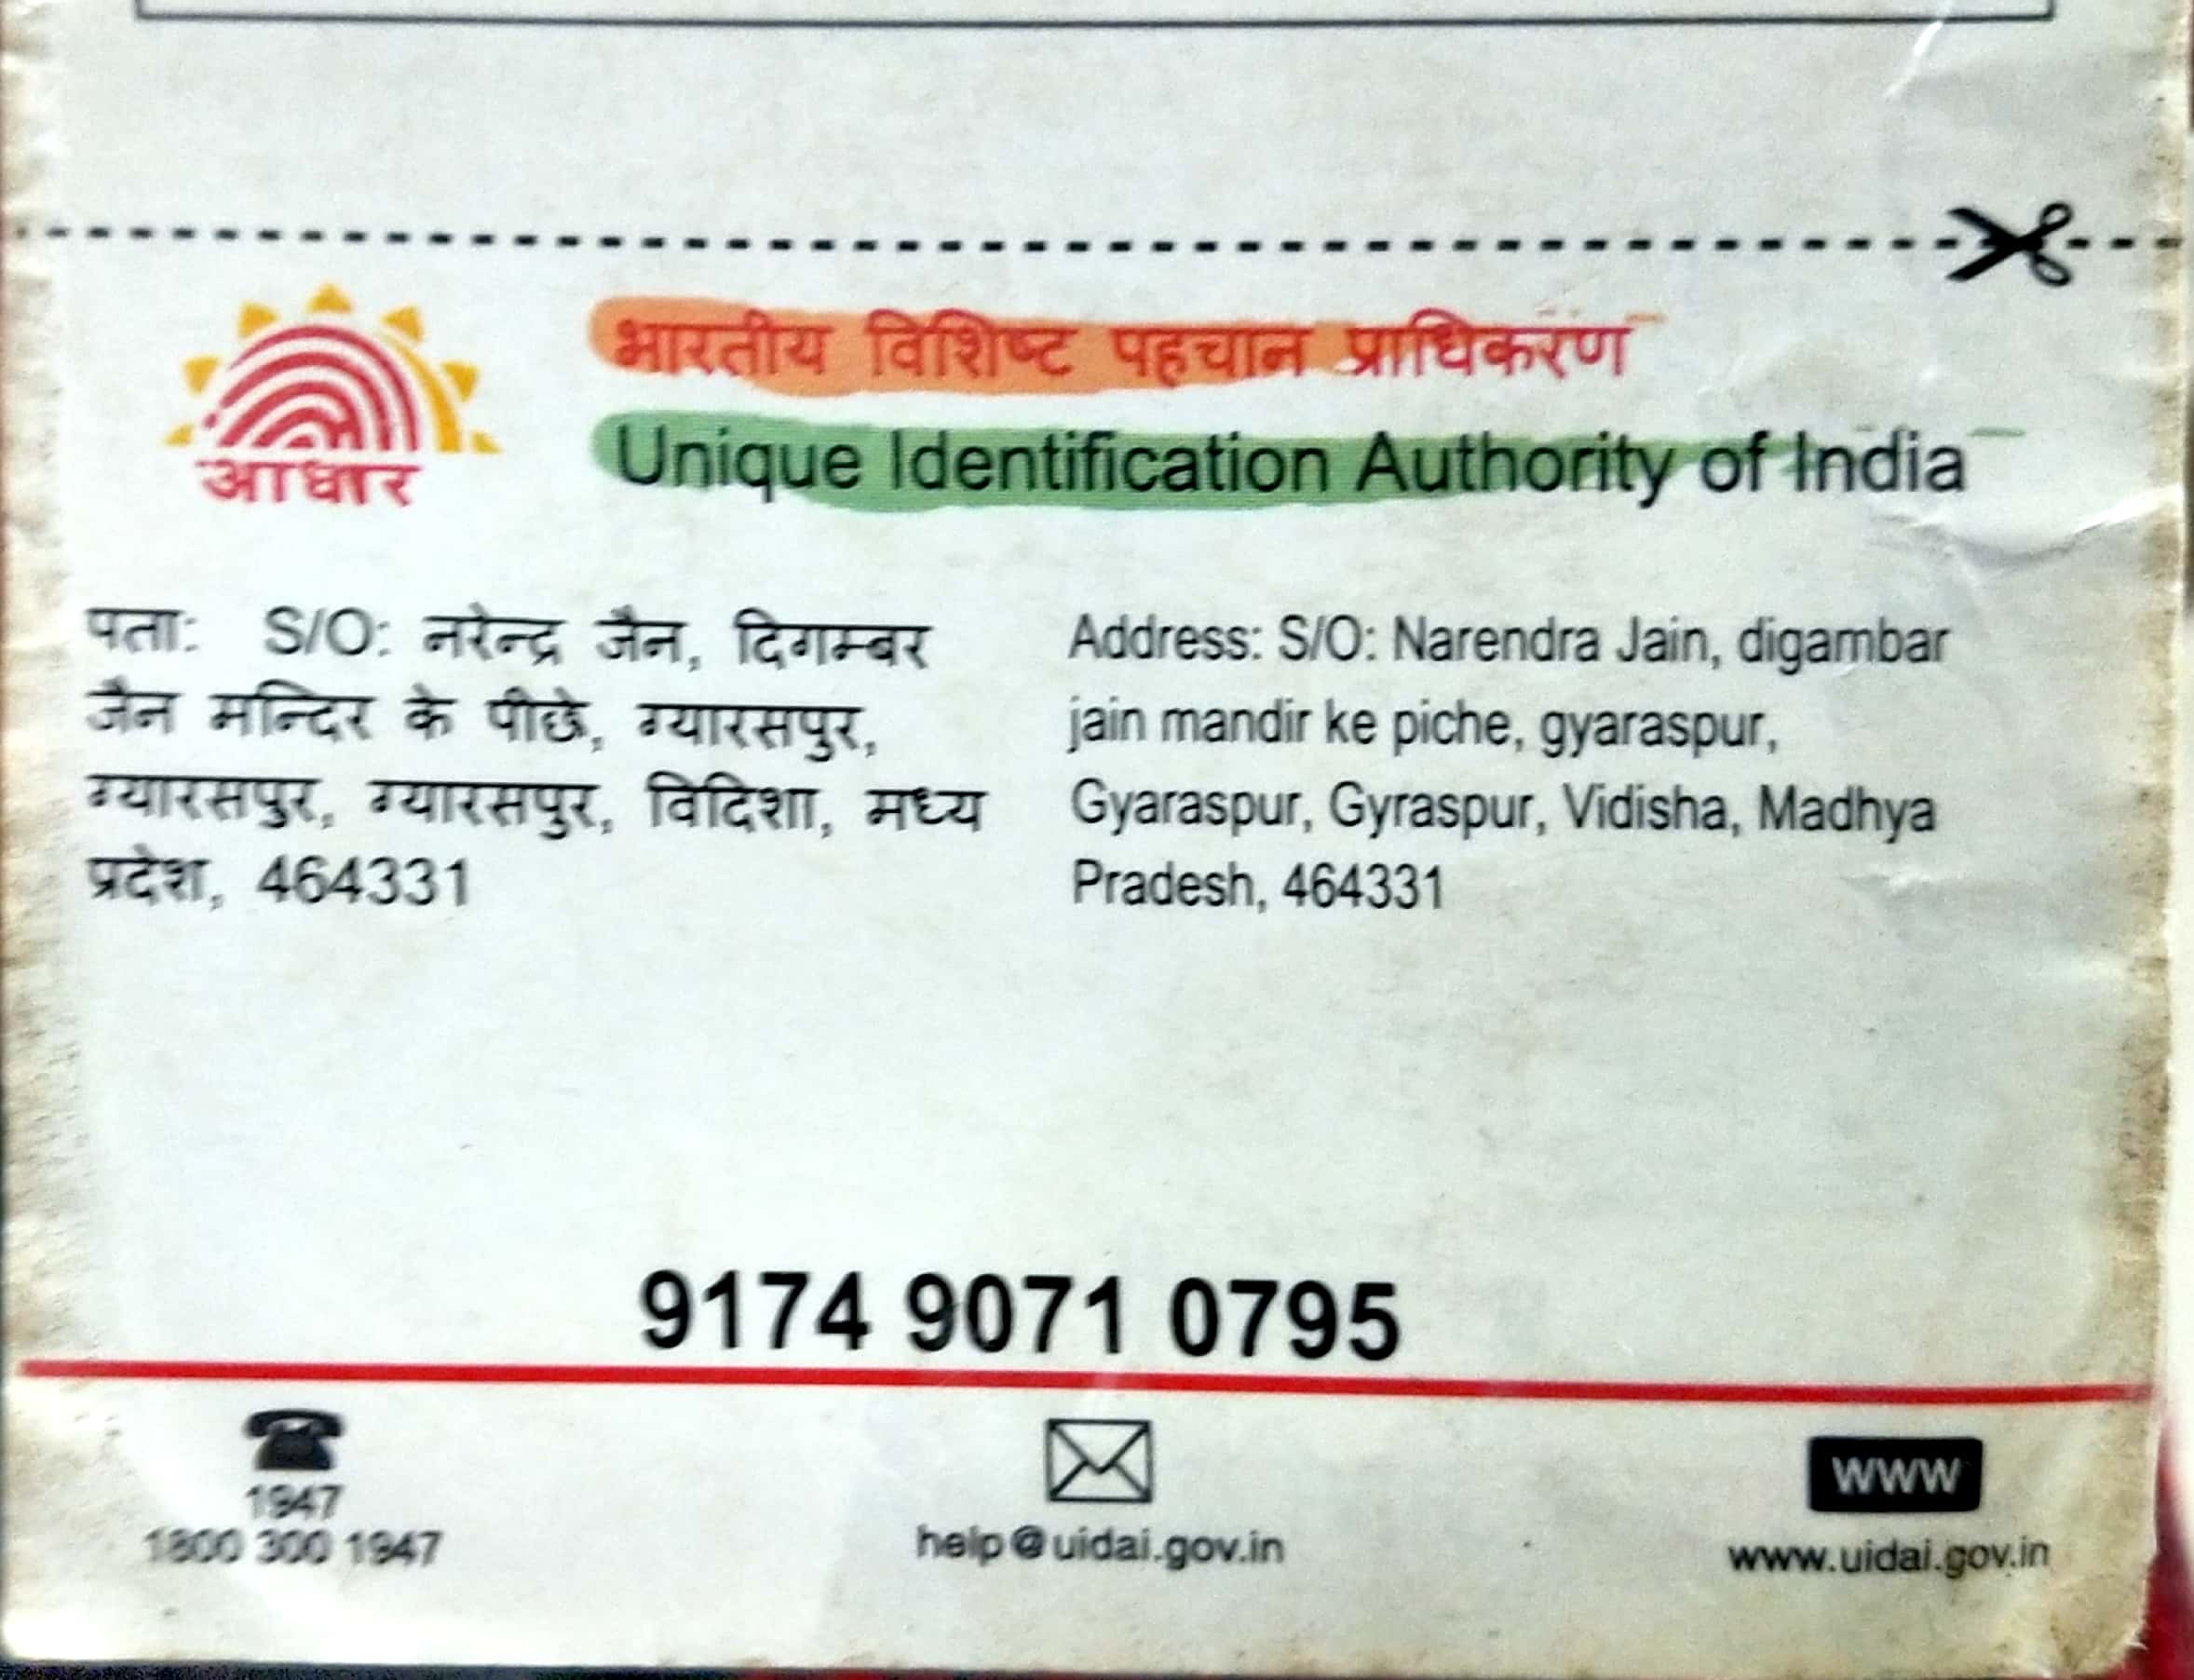 भारतीय विशिष्ट पहचान प्राधिकरण
आधार
Unique Identification Authority of India
पता: S/O: नरेन्द्र जैन, दिगम्बर
जैन मन्दिर के पीछे, ग्यारसपुर,
ग्यारसपुर, ग्यारसपुर, विदिशा, मध्य
प्रदेश, 464331
Address: S/O: Narendra Jain, digambar
jain mandir ke piche, gyaraspur,
Gyaraspur, Gyraspur, Vidisha, Madhya
Pradesh, 464331
9174 9071 0795
1947
1800 300 1947
help@uidai.gov.in
www
www.uidai.gov.in